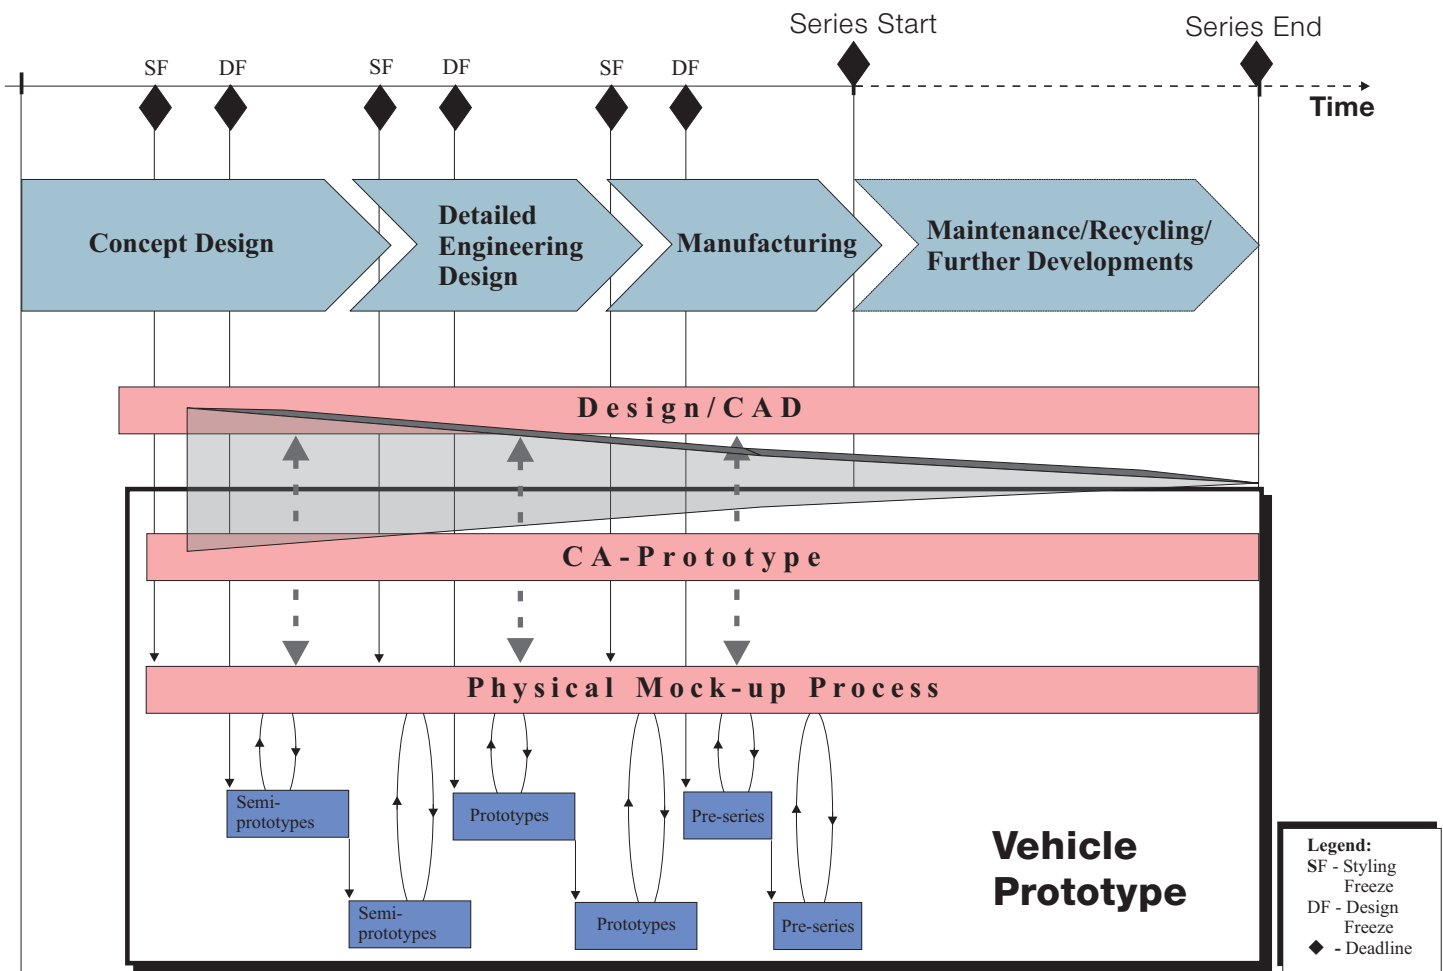 Series Start
Series End
SF
DF
SF
DF
SF
DF
Time
Concept Design
Detailed
Engineering
Design
Manufacturing
Maintenance/Recycling/
Further Developments
Design/CAD
CA-Prototype
Physical Mock-up Process
Semi-
prototypes
Prototypes
Pre-series
Semi-
prototypes
Prototypes
Pre-series
Vehicle
Prototype
Legend:
SF - Styling
Freeze
DF - Design
Freeze
- Deadline